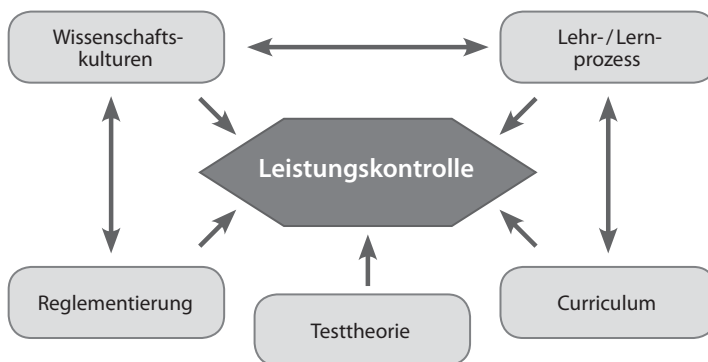 Wissenschafts-
kulturen
Lehr-/Lern-
prozess
Leistungskontrolle
Reglementierung
Testtheorie
Curriculum